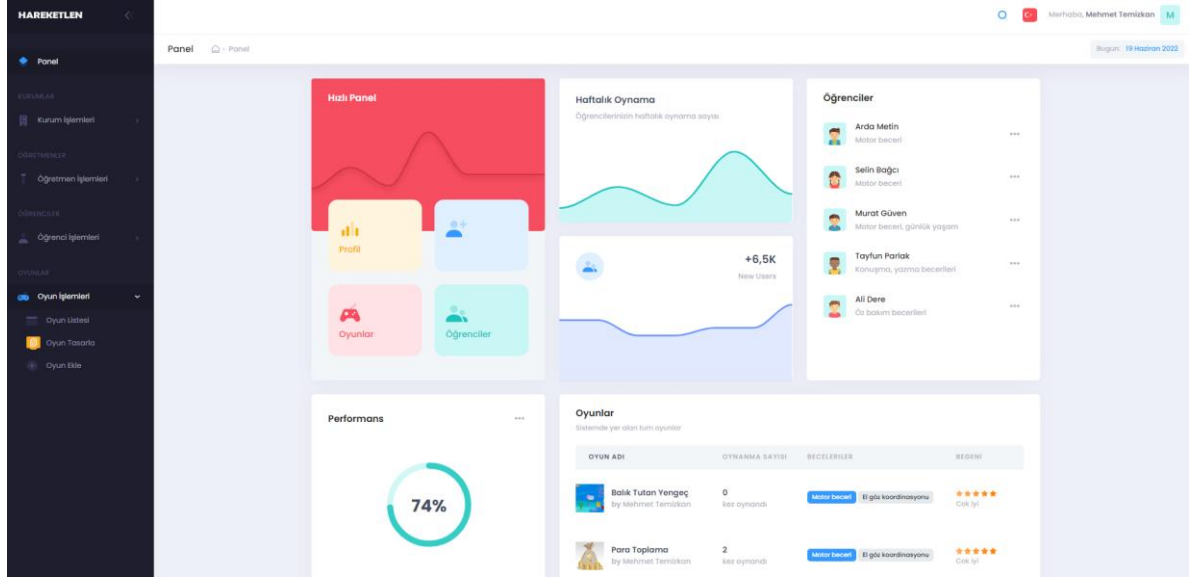 HAREKETLEN
Merhaba, Mehmet Temizkan M
Panel
Panel - Panel
Bugün: 19 Haziran 2022
KURUMLAR
Kurum İşlemleri
ÖĞRETMENLER
Öğretmen İşlemleri
ÖĞRENCİLER
Öğrenci İşlemleri
OYUNLAR
Oyun İşlemleri
Oyun Listesi
Oyun Tasarla
Oyun Ekle
Hızlı Panel
Profil
Oyunlar
Öğrenciler
Haftalık Oynama
Öğrencilerinizin haftalık oynama sayısı
+6,5K
New Users
Öğrenciler
Arda Metin
Motor beceri
Selin Bağcı
Motor beceri
Murat Güven
Motor beceri, günlük yaşam
Tayfun Parlak
Konuşma, yazma becerileri
Ali Dere
Öz bakım becerileri
Performans
74%
Oyunlar
Sistemde yer alan tüm oyunlar
OYUN ADI OYNANMA SAYISI BECELERİLER BEĞENİ
Balık Tutan Yengeç 0
by Mehmet Temizkan kez oynandı Motor beceri El göz koordinasyonu Çok iyi
Para Toplama 2
by Mehmet Temizkan kez oynandı Motor beceri El göz koordinasyonu Çok iyi